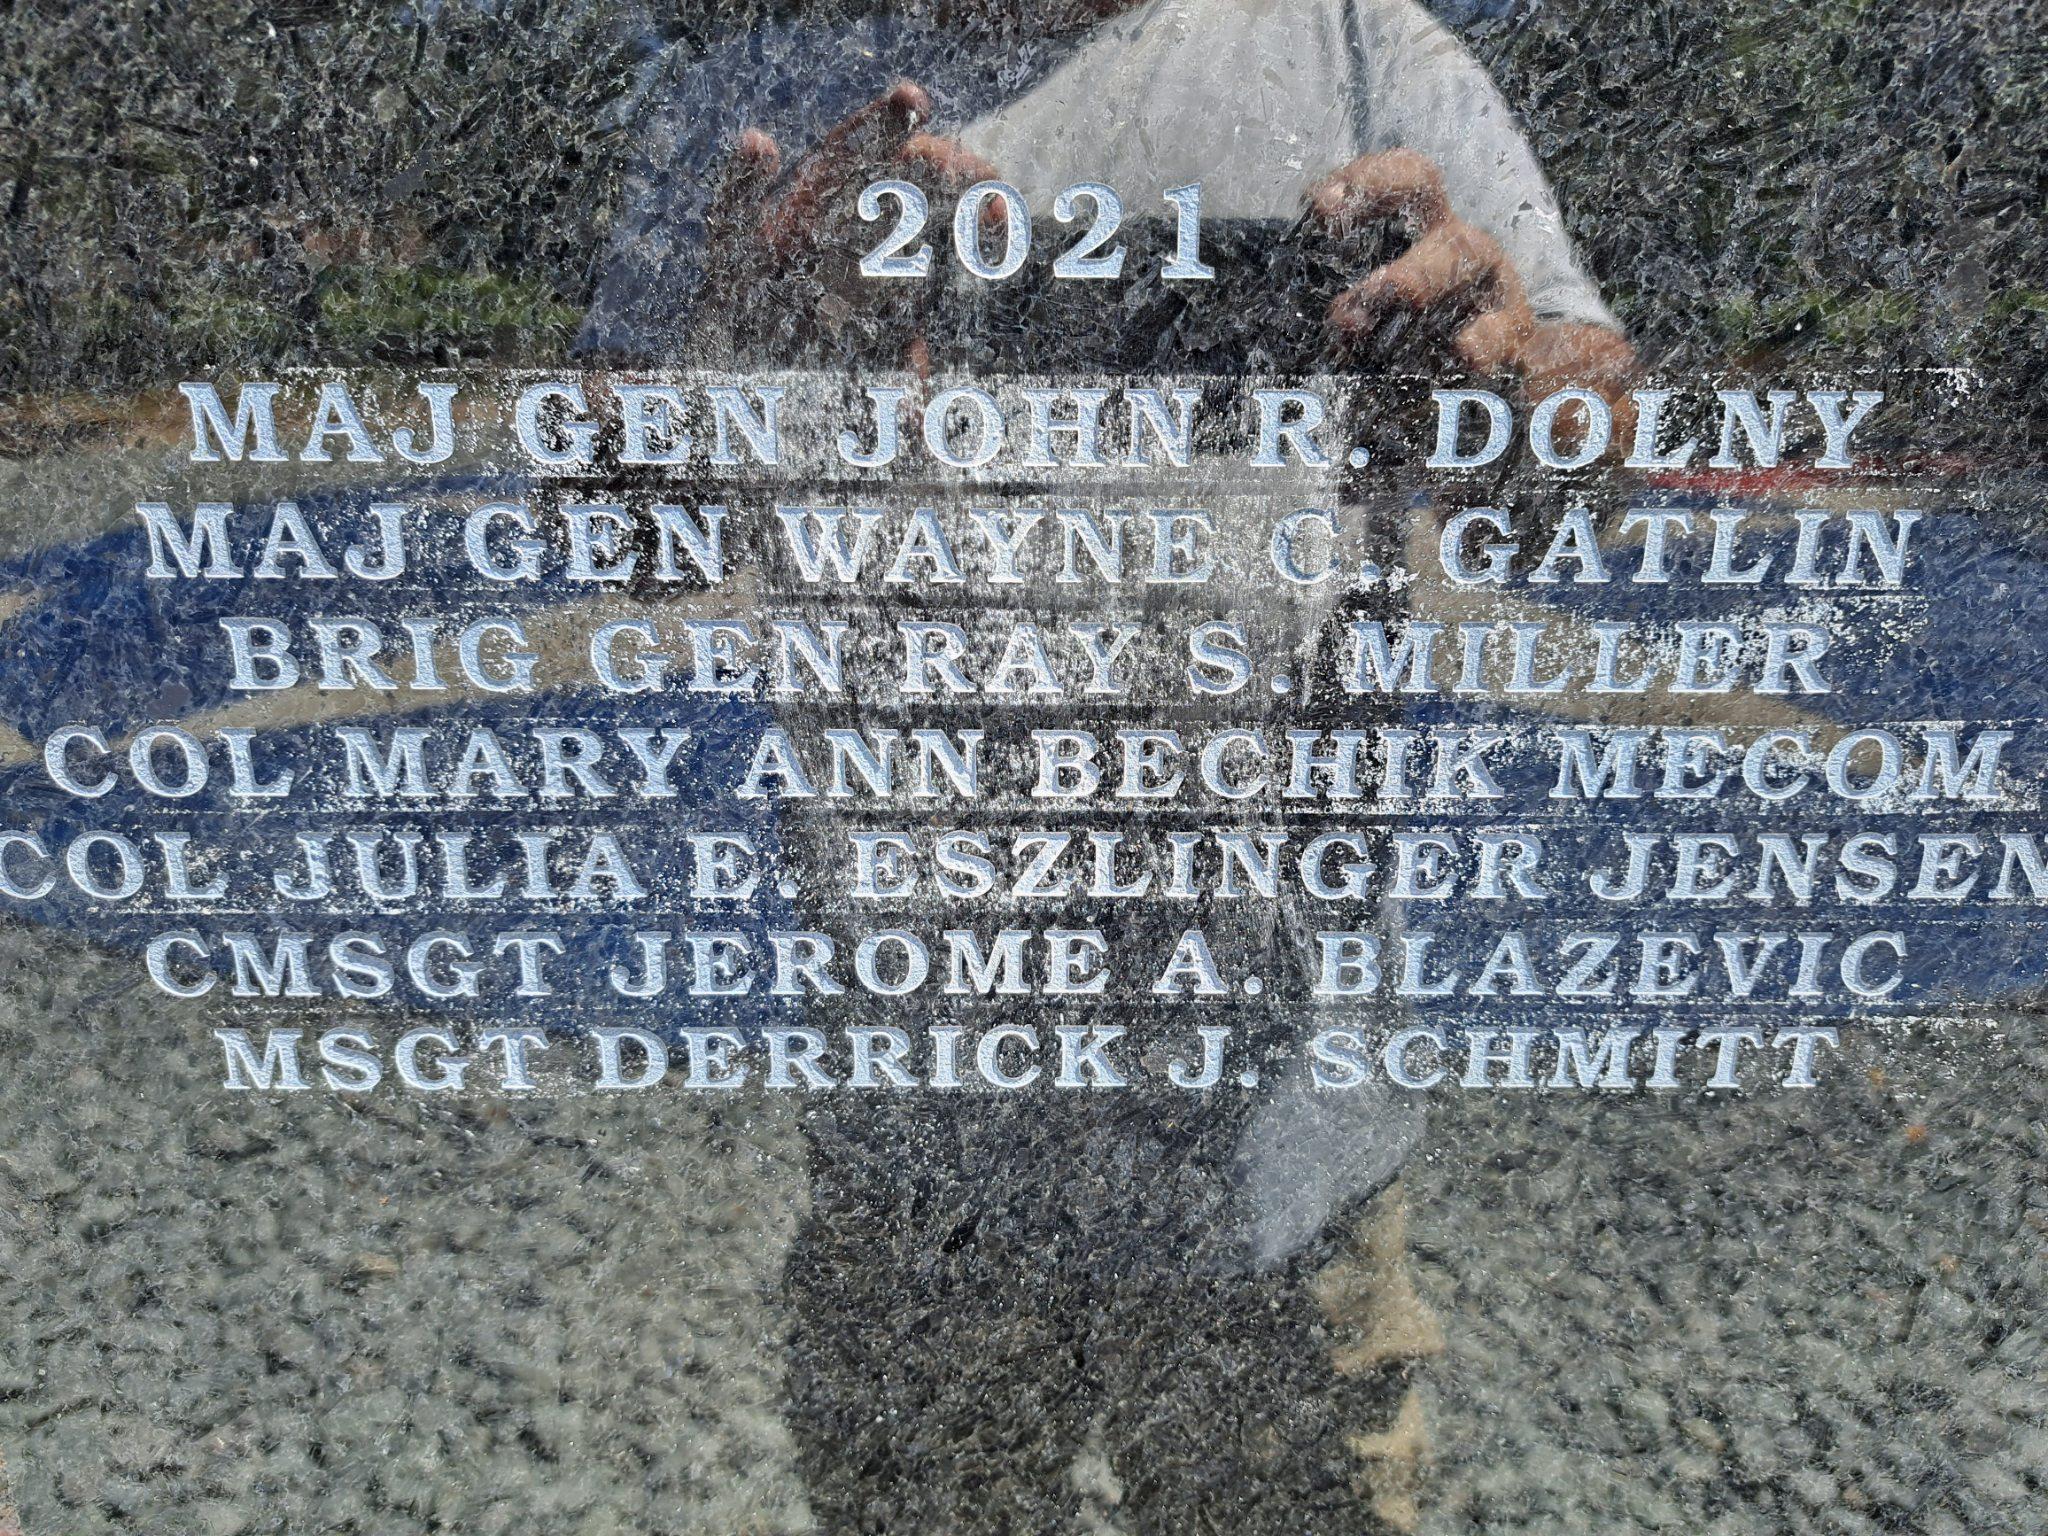 2021
MAJ GEN JOHN R. DOLNY
MAJ GEN WAYNE C. GATLIN
BRIG GEN RAY S. MILLER
COL MARY ANN BECHIK MECOM
COL JULIA E. ESZLINGER JENSEN
CMSGT JEROME A. BLAZEVIC
MSGT DERRICK J. SCHMITT